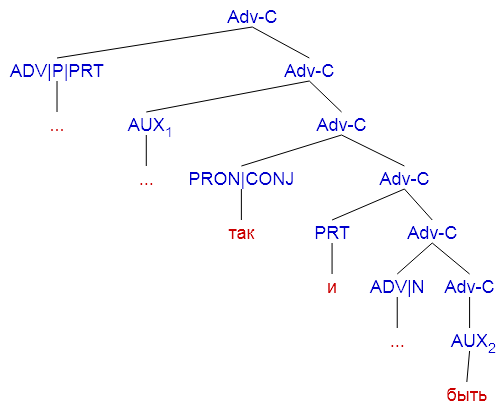 Adv-C
ADV|P|PRT Adv-C
... AUX₁ Adv-C
... PRON|CONJ Adv-C
так PRT Adv-C
и ADV|N Adv-C
... AUX₂
быть